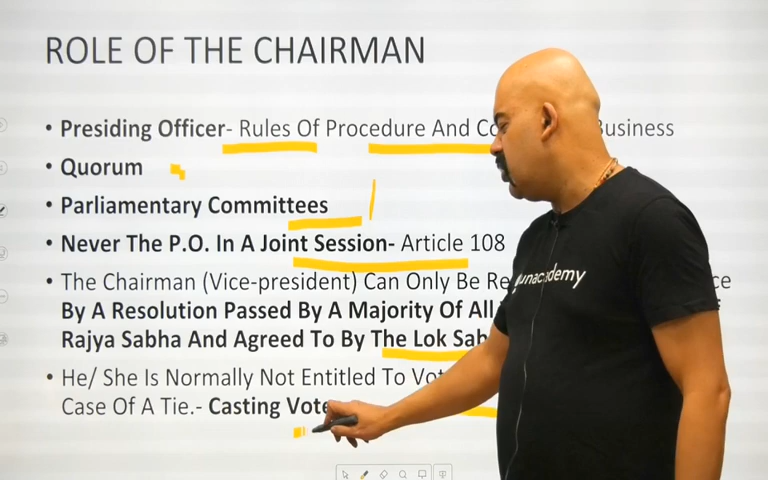 ROLE OF THE CHAIRMAN
• Presiding Officer- Rules Of Procedure And Business
• Quorum
• Parliamentary Committees
• Never The P.O. In A Joint Session- Article 108
• The Chairman (Vice-president) Can Only Be
By A Resolution Passed By A Majority Of All
Rajya Sabha And Agreed To By The Lok
• He/ She Is Normally Not Entitled To
Case Of A Tie.- Casting Vote
unacademy